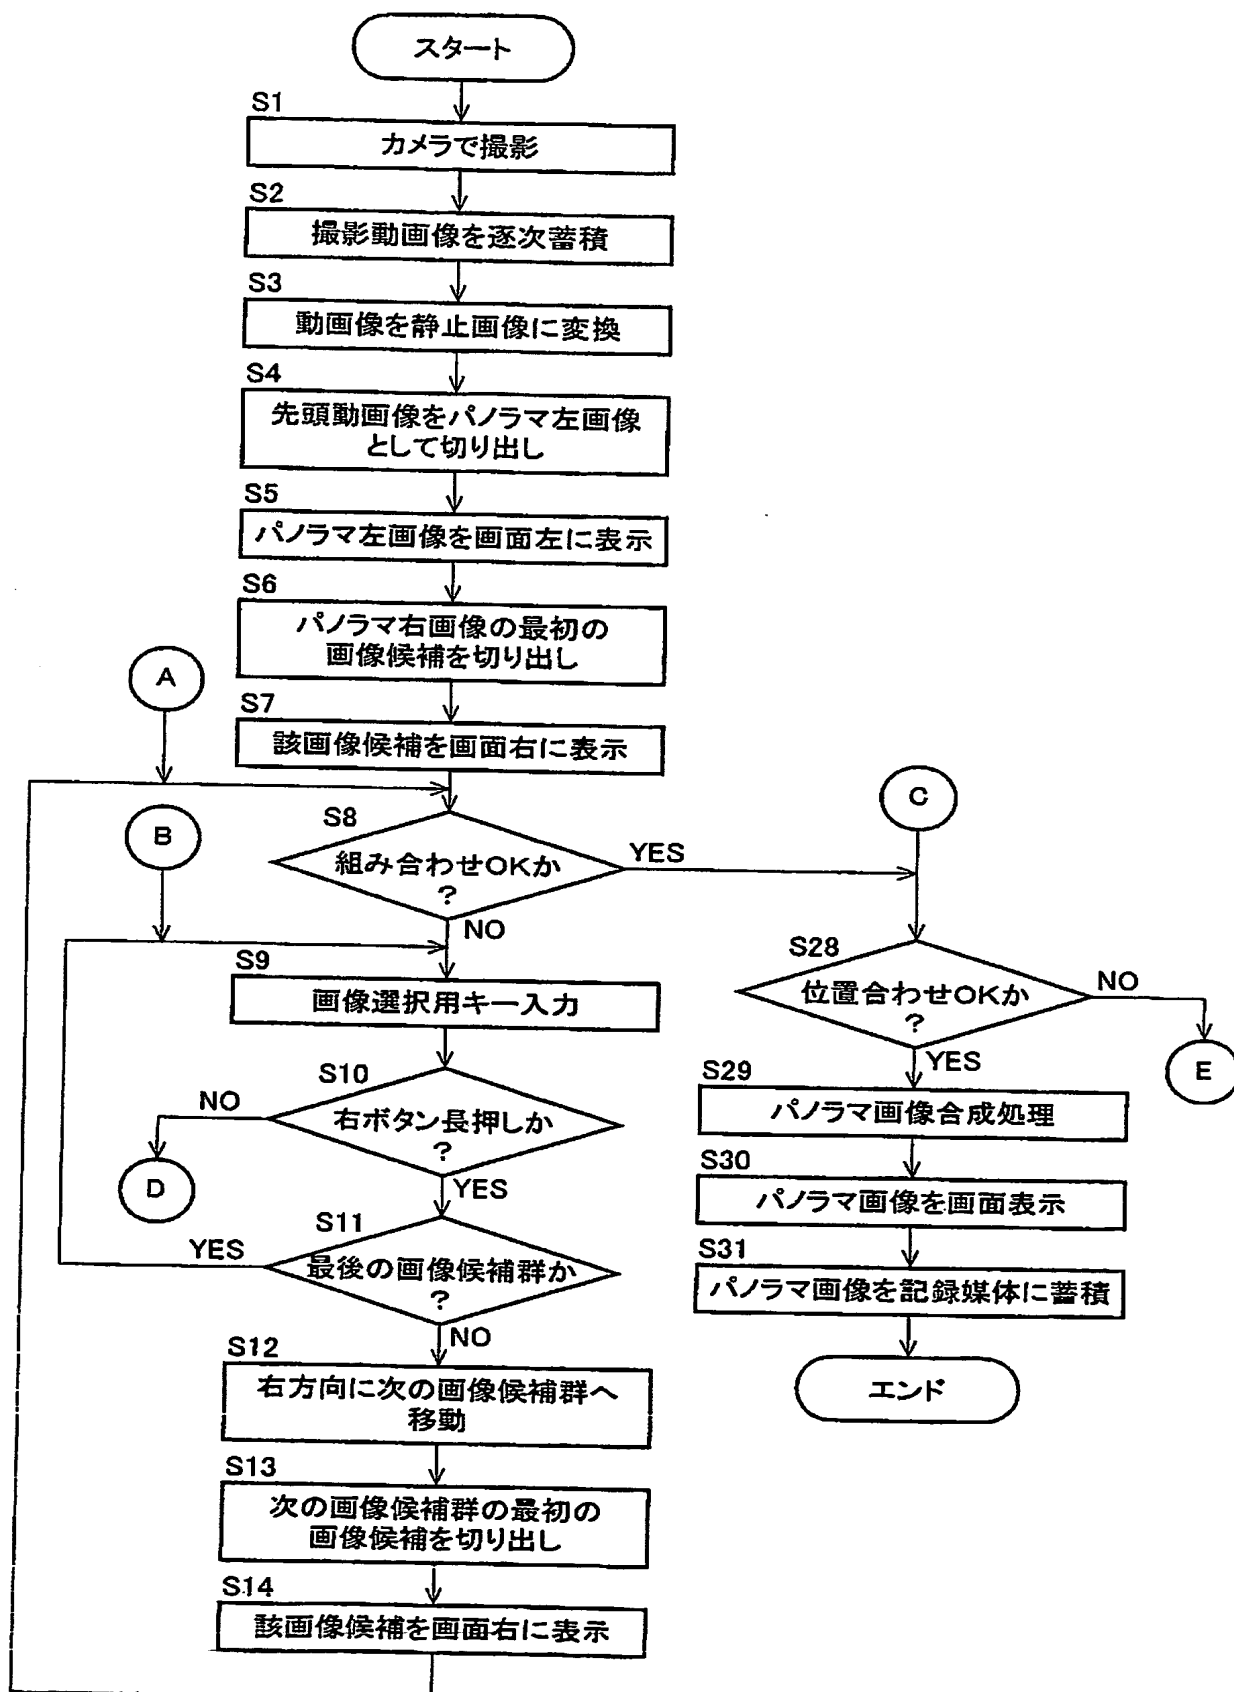 スタート
S1
カメラで撮影
S2
撮影動画像を逐次蓄積
S3
動画像を静止画像に変換
S4
先頭動画像をパノラマ左画像
として切り出し
S5
パノラマ左画像を画面左に表示
S6
パノラマ右画像の最初の
画像候補を切り出し
A
S7
該画像候補を画面右に表示
B
S8
組み合わせOKか
?
YES
NO
S9
画像選択用キー入力
S10
右ボタン長押しか
?
NO
D
YES
S11
最後の画像候補群か
?
YES
NO
S12
右方向に次の画像候補群へ
移動
S13
次の画像候補群の最初の
画像候補を切り出し
S14
該画像候補を画面右に表示
C
S28
位置合わせOKか
?
NO
E
YES
S29
パノラマ画像合成処理
S30
パノラマ画像を画面表示
S31
パノラマ画像を記録媒体に蓄積
エンド